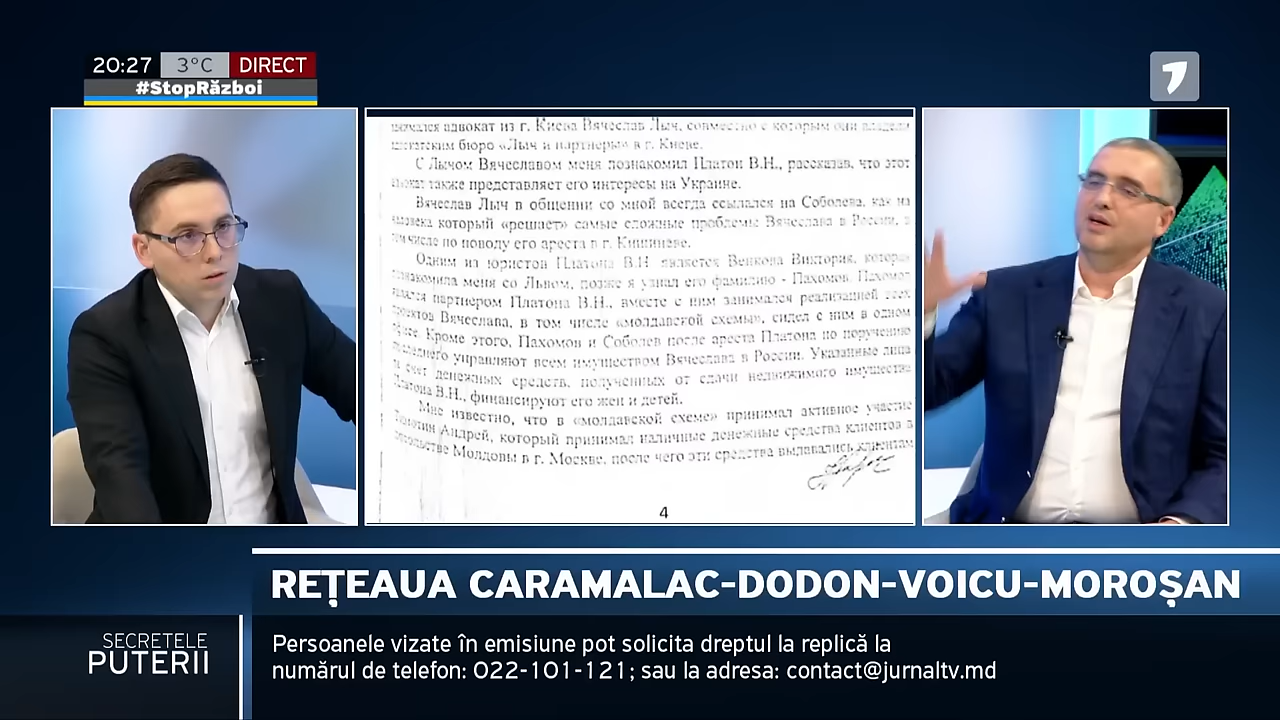 20:27 3°C DIRECT
#StopRăzboi
адвокат из г. Киева Вячеслав Лыч, совместно с которым они владели
бюро «Лыч и партнеры» в г. Киеве.
С Лычом Вячеславом меня познакомил Платон В.Н., рассказав, что этот
также представляет его интересы на Украине.
Вячеслав Лыч в общении со мной всегда ссылался на Соболева, как на
который «решает» самые сложные проблемы Вячеслава в России, в
том числе по поводу его ареста в г. Кишиневе.
Одним из юристов Платона В.Н. является Венкова Виктория, которая
познакомила меня со Львом, позже я узнал его фамилию - Пахомов. Пахомов
партнером Платона В.Н., вместе с ним занимался реализацией всех
проектов Вячеслава, в том числе «молдавской схемы», сидел с ним в одном
офисе. Кроме этого, Пахомов и Соболев после ареста Платона по поручению
последнего управляют всем имуществом Вячеслава в России. Указанные лица
за счет денежных средств, полученных от сдачи недвижимого имущества
Платона В.Н., финансируют его жен и детей.
Мне известно, что в «молдавской схеме» принимал активное участие
Андрей, который принимал наличные денежные средства клиентов в
посольстве Молдовы в г. Москве, после чего эти средства выдавались клиентам
4
REȚEAUA CARAMALAC-DODON-VOICU-MOROȘAN
SECRETELE
PUTERII
Persoanele vizate în emisiune pot solicita dreptul la replică la
numărul de telefon: 022-101-121; sau la adresa: contact@jurnaltv.md